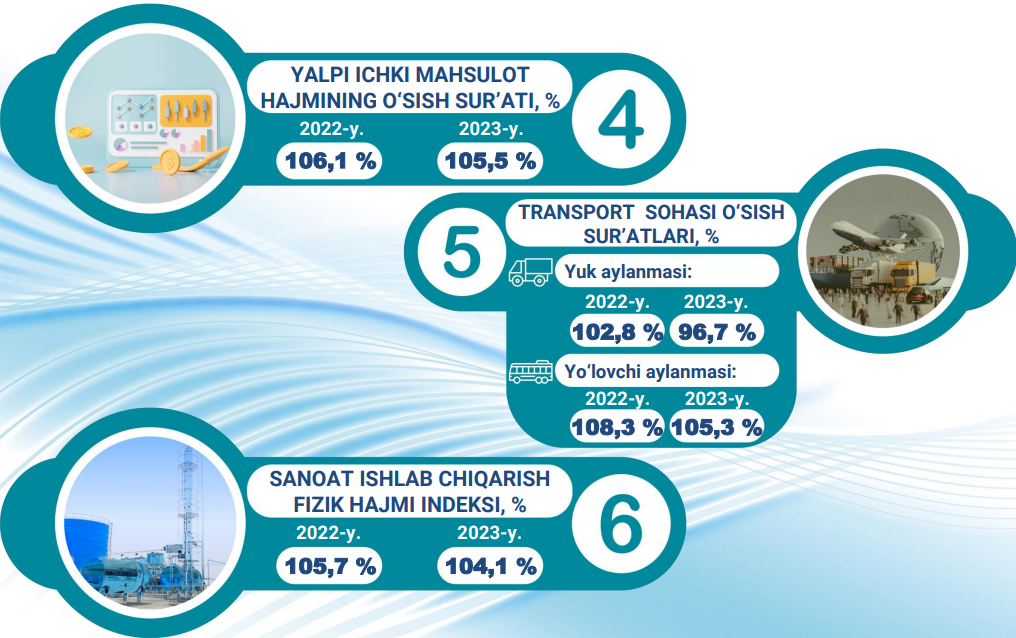 YALPI ICHKI MAHSULOT
HAJMINING O‘SISH SUR’ATI, %
2022-y. 2023-y.
106,1 % 105,5 %
4
5
TRANSPORT SOHASI O‘SISH
SUR’ATLARI, %
Yuk aylanmasi:
2022-y. 2023-y.
102,8 % 96,7 %
Yo‘lovchi aylanmasi:
2022-y. 2023-y.
108,3 % 105,3 %
SANOAT ISHLAB CHIQARISH
FIZIK HAJMI INDEKSI, %
2022-y. 2023-y.
105,7 % 104,1 %
6